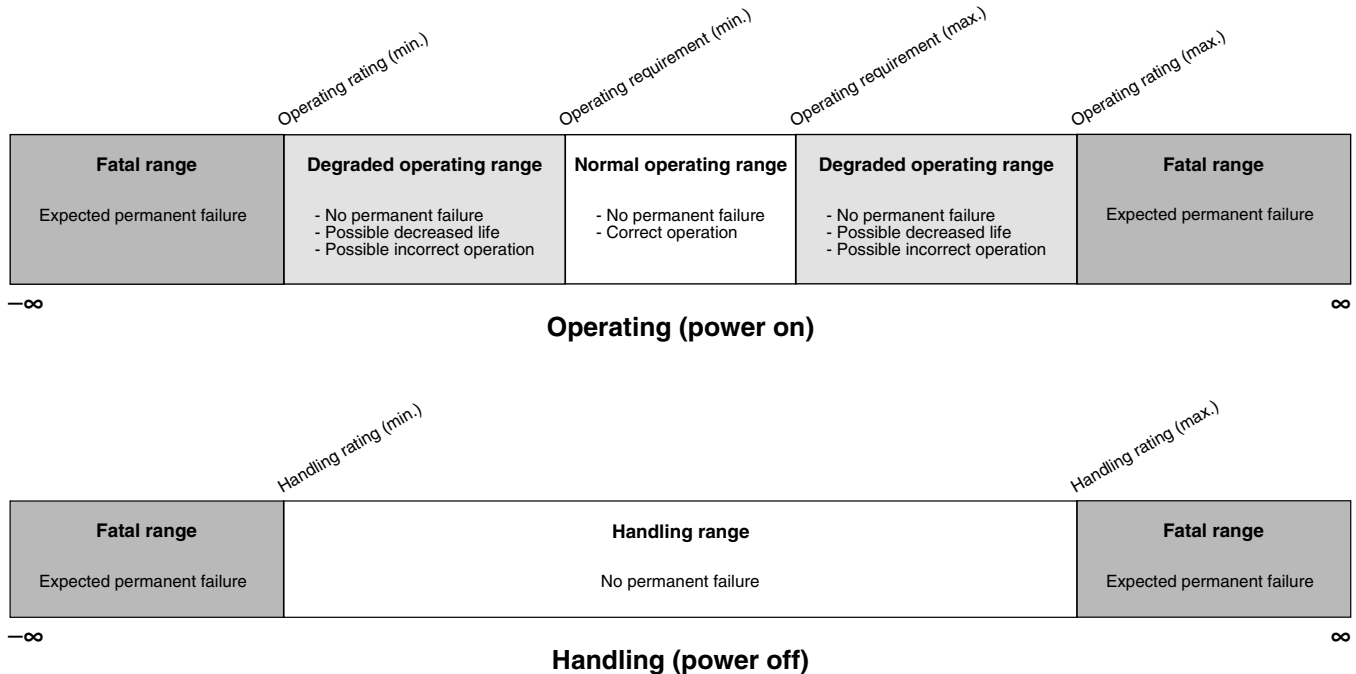 Operating rating (min.)
Operating requirement (min.)
Operating requirement (max.)
Operating rating (max.)
Fatal range
Degraded operating range
Normal operating range
Degraded operating range
Fatal range
Expected permanent failure
- No permanent failure
- Possible decreased life
- Possible incorrect operation
- No permanent failure
- Correct operation
- No permanent failure
- Possible decreased life
- Possible incorrect operation
Expected permanent failure
–∞
∞
Operating (power on)
Handling rating (min.)
Handling rating (max.)
Fatal range
Handling range
Fatal range
Expected permanent failure
No permanent failure
Expected permanent failure
–∞
∞
Handling (power off)